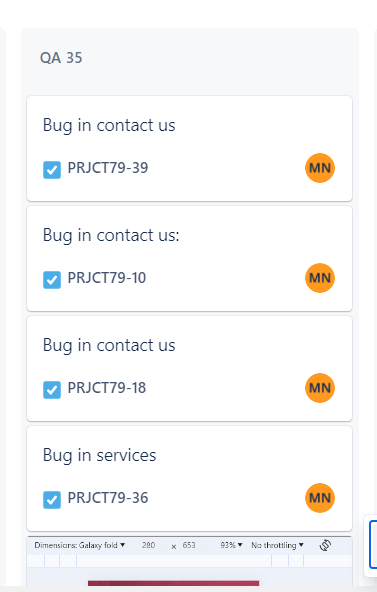 QA 35
Bug in contact us
PRJCT79-39 MN
Bug in contact us:
PRJCT79-10 MN
Bug in contact us
PRJCT79-18 MN
Bug in services
PRJCT79-36 MN
Dimensions: Galaxy fold ▼ 280 x 653 93% ▼ No throttling ▼